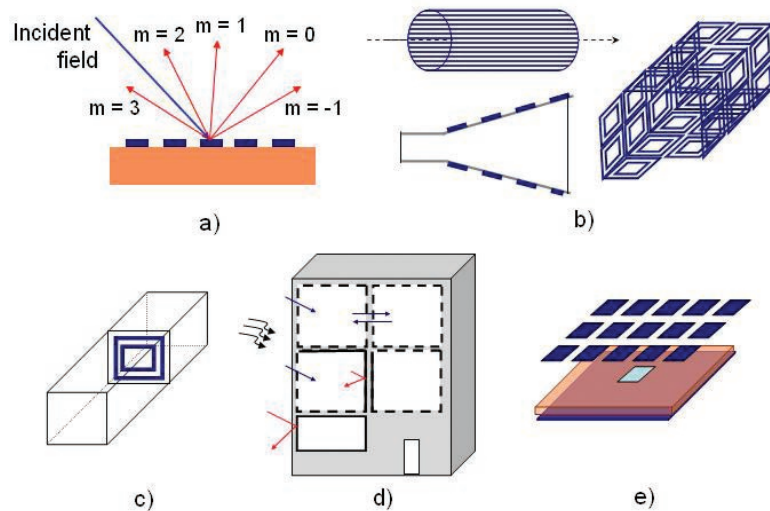 Incident
field
m = 3
m = 2
m = 1
m = 0
m = -1
a)
b)
c)
d)
e)